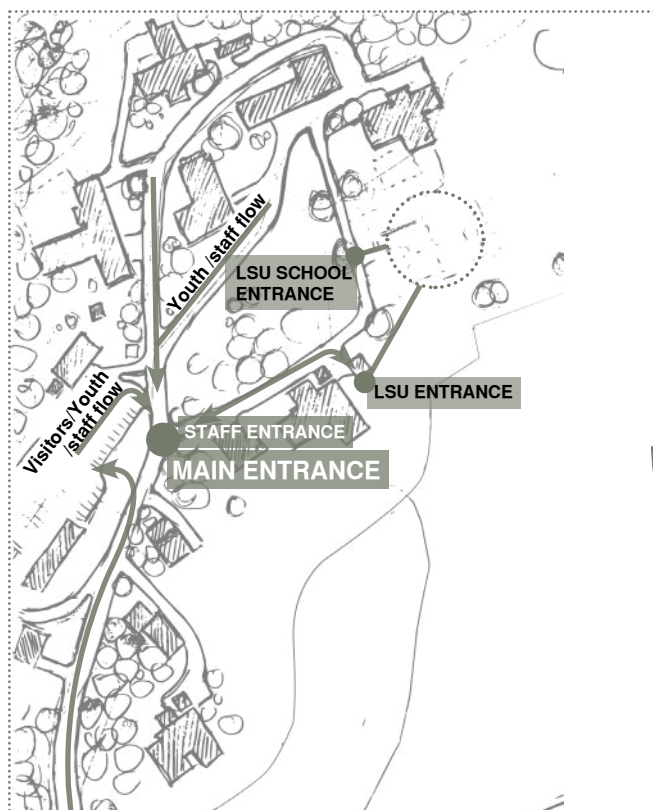 Youth /staff flow
LSU SCHOOL
ENTRANCE
Visitors/Youth
/staff flow
LSU ENTRANCE
STAFF ENTRANCE
MAIN ENTRANCE